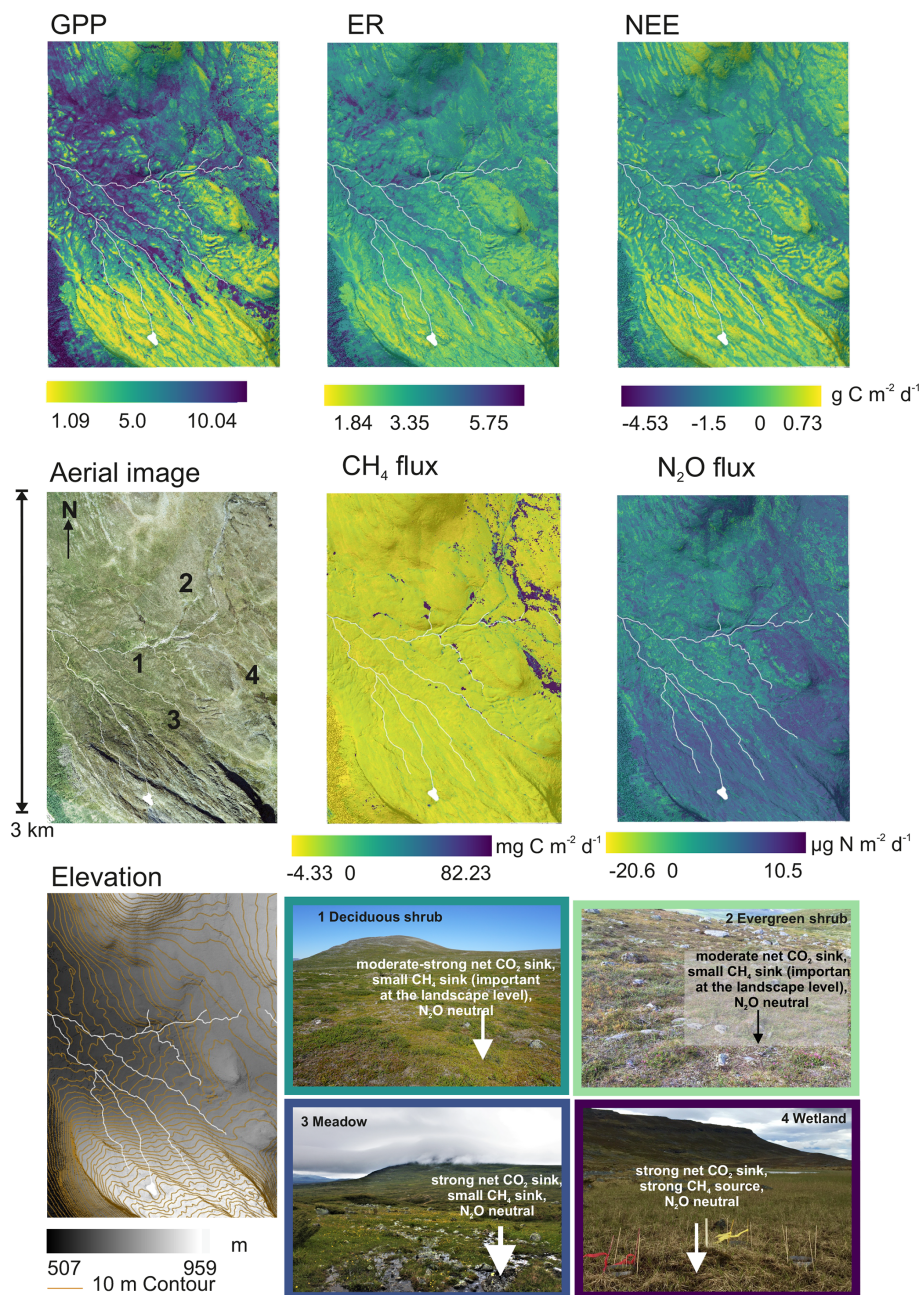 GPP
ER
NEE
1.09 5.0 10.04
1.84 3.35 5.75
-4.53 -1.5 0 0.73
g C m⁻² d⁻¹
Aerial image
CH₄ flux
N₂O flux
N
2
1
4
3
3 km
-4.33 0 82.23
mg C m⁻² d⁻¹
-20.6 0 10.5
µg N m⁻² d⁻¹
Elevation
507 959
m
10 m Contour
1 Deciduous shrub
moderate-strong net CO₂ sink,
small CH₄ sink (important
at the landscape level),
N₂O neutral
2 Evergreen shrub
moderate net CO₂ sink,
small CH₄ sink (importan
at the landscape level),
N₂O neutral
3 Meadow
strong net CO₂ sink,
small CH₄ sink,
N₂O neutral
4 Wetland
strong net CO₂ sink,
strong CH₄ source,
N₂O neutral